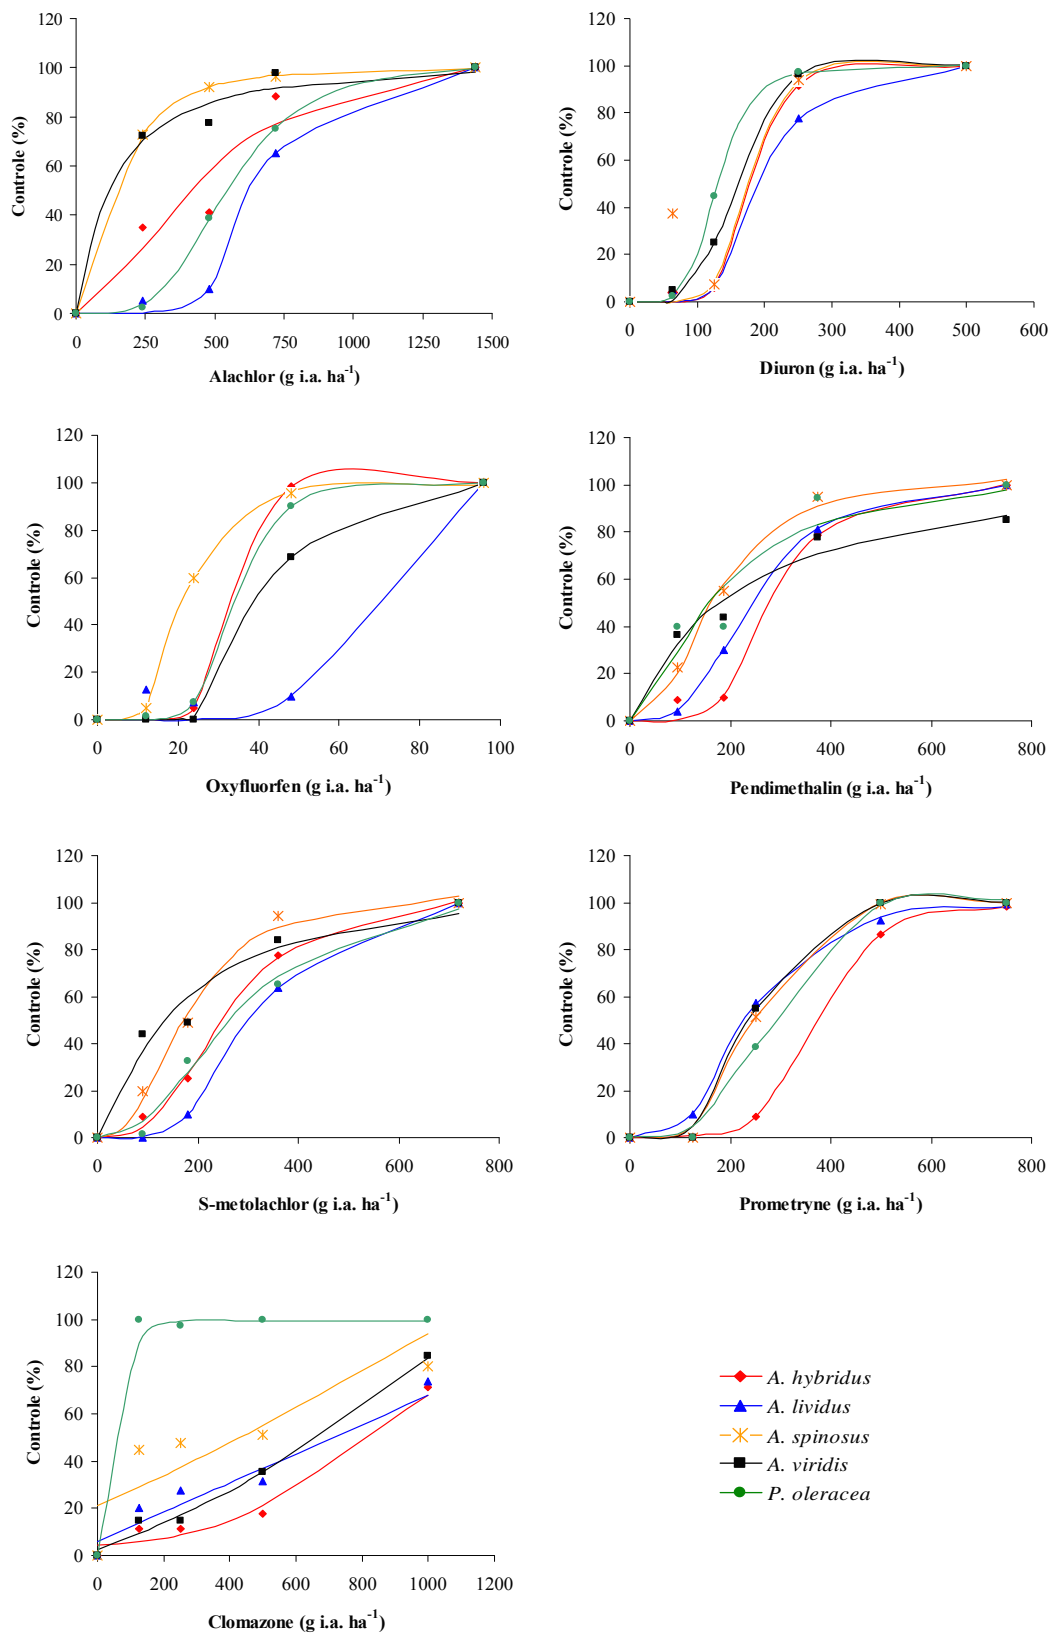 120
100
80
60
40
20
0
Controle (%)
0 250 500 750 1000 1250 1500
Alachlor (g i.a. ha⁻¹)
120
100
80
60
40
20
0
Controle (%)
0 100 200 300 400 500 600
Diuron (g i.a. ha⁻¹)
120
100
80
60
40
20
0
Controle (%)
0 20 40 60 80 100
Oxyfluorfen (g i.a. ha⁻¹)
120
100
80
60
40
20
0
Controle (%)
0 200 400 600 800
Pendimethalin (g i.a. ha⁻¹)
120
100
80
60
40
20
0
Controle (%)
0 200 400 600 800
S-metolachlor (g i.a. ha⁻¹)
120
100
80
60
40
20
0
Controle (%)
0 200 400 600 800
Prometryne (g i.a. ha⁻¹)
120
100
80
60
40
20
0
Controle (%)
0 200 400 600 800 1000 1200
Clomazone (g i.a. ha⁻¹)
A. hybridus
A. lividus
A. spinosus
A. viridis
P. oleracea